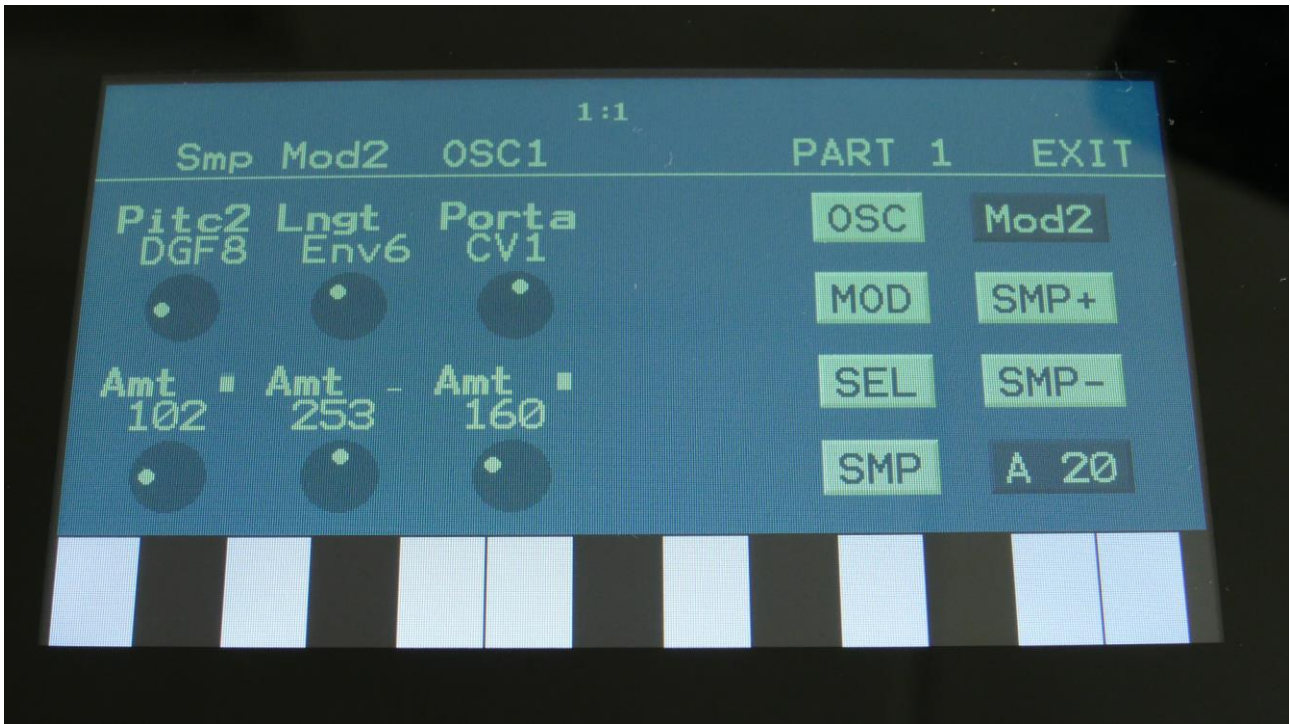 1:1
Smp Mod2 OSC1 PART 1 EXIT
Pitc2 Lngt Porta OSC Mod2
DGF8 Env6 CV1
MOD SMP+
Amt Amt - Amt SEL SMP-
102 253 160
SMP A 20